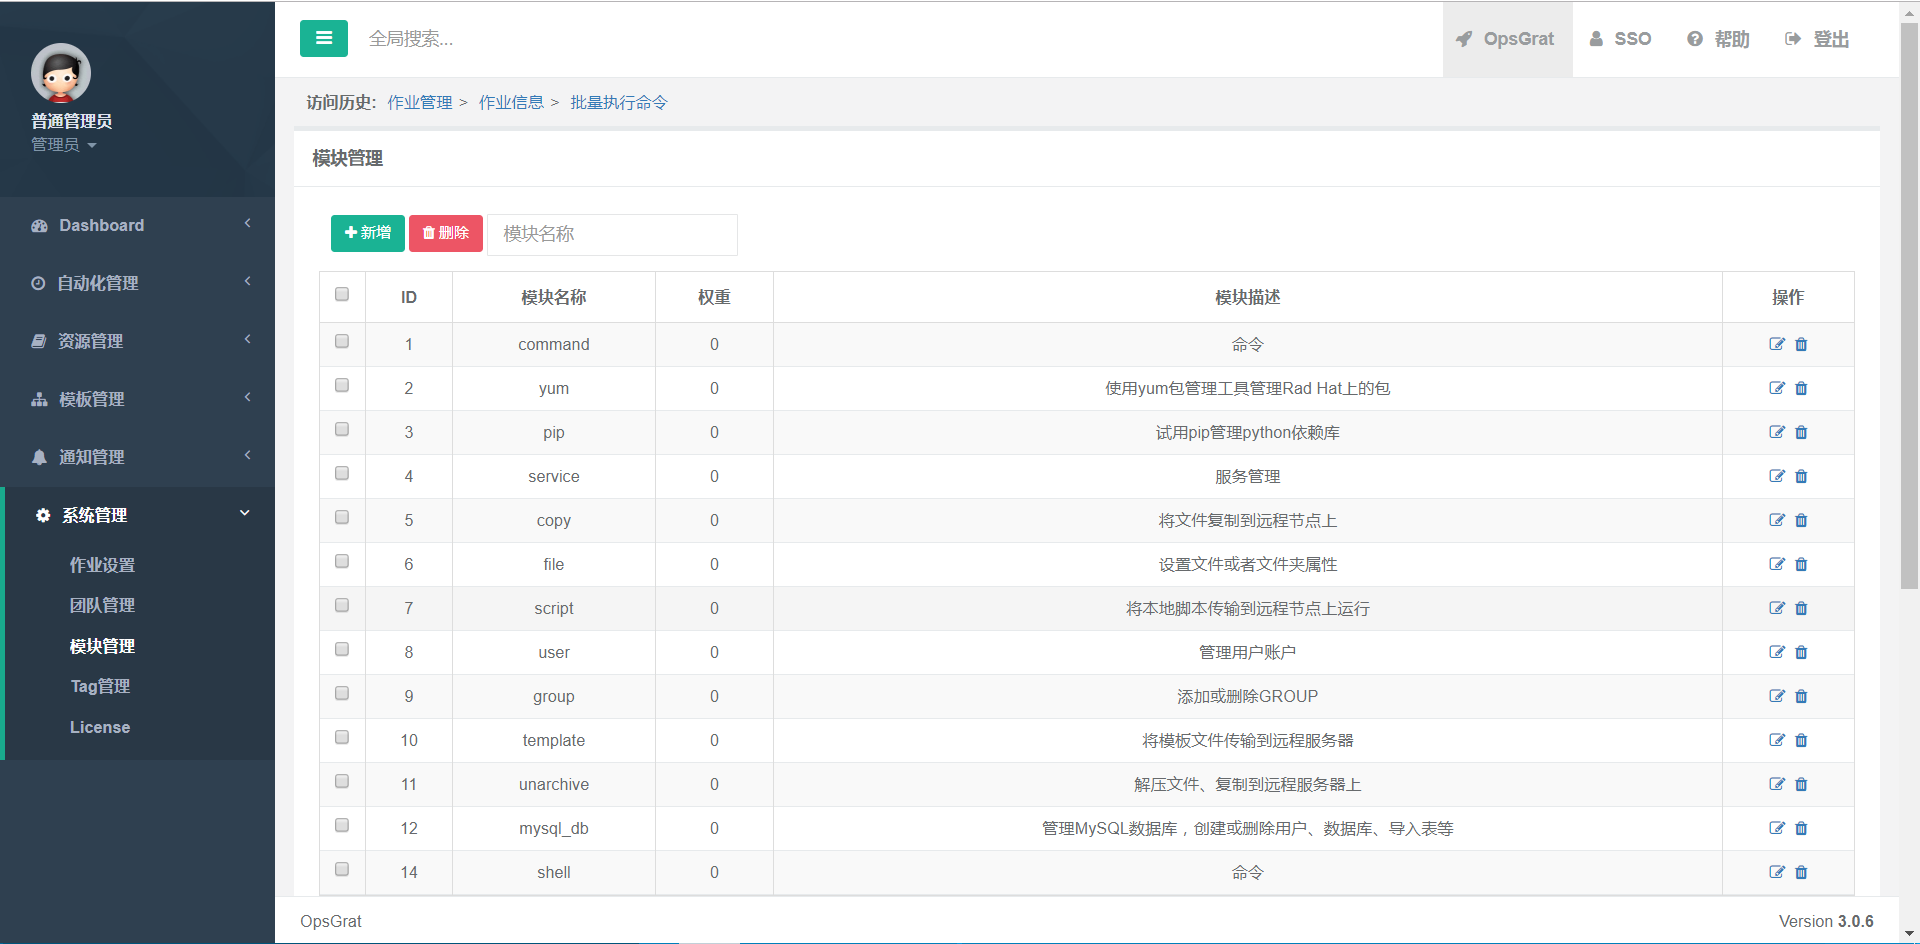 普通管理员
管理员
Dashboard
自动化管理
资源管理
模板管理
通知管理
系统管理
作业设置
团队管理
模块管理
Tag管理
License
全局搜索...
OpsGrat
SSO
帮助
登出
访问历史: 作业管理 > 作业信息 > 批量执行命令
模块管理
新增 删除 模块名称
ID 模块名称 权重 模块描述 操作
1 command 0 命令
2 yum 0 使用yum包管理工具管理Rad Hat上的包
3 pip 0 试用pip管理python依赖库
4 service 0 服务管理
5 copy 0 将文件复制到远程节点上
6 file 0 设置文件或者文件夹属性
7 script 0 将本地脚本传输到远程节点上运行
8 user 0 管理用户账户
9 group 0 添加或删除GROUP
10 template 0 将模板文件传输到远程服务器
11 unarchive 0 解压文件、复制到远程服务器上
12 mysql_db 0 管理MySQL数据库，创建或删除用户、数据库、导入表等
14 shell 0 命令
OpsGrat
Version 3.0.6